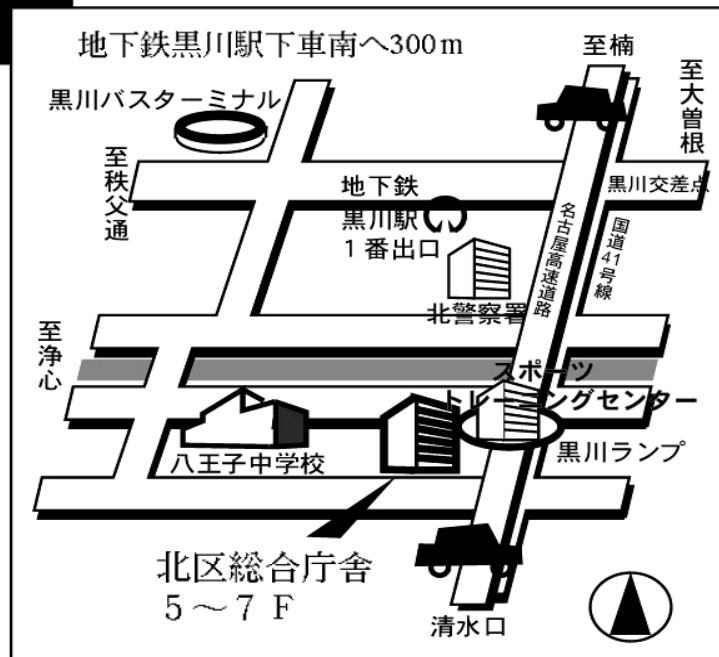 地下鉄黒川駅下車南へ300m
至楠
至大曽根
黒川バスターミナル
至秩父通
地下鉄
黒川駅
1番出口
黒川交差点
名古屋高速道路
国道41号線
北警察署
至浄心
スポーツ
トレーニングセンター
八王子中学校
黒川ランプ
北区総合庁舎
5～7F
清水口